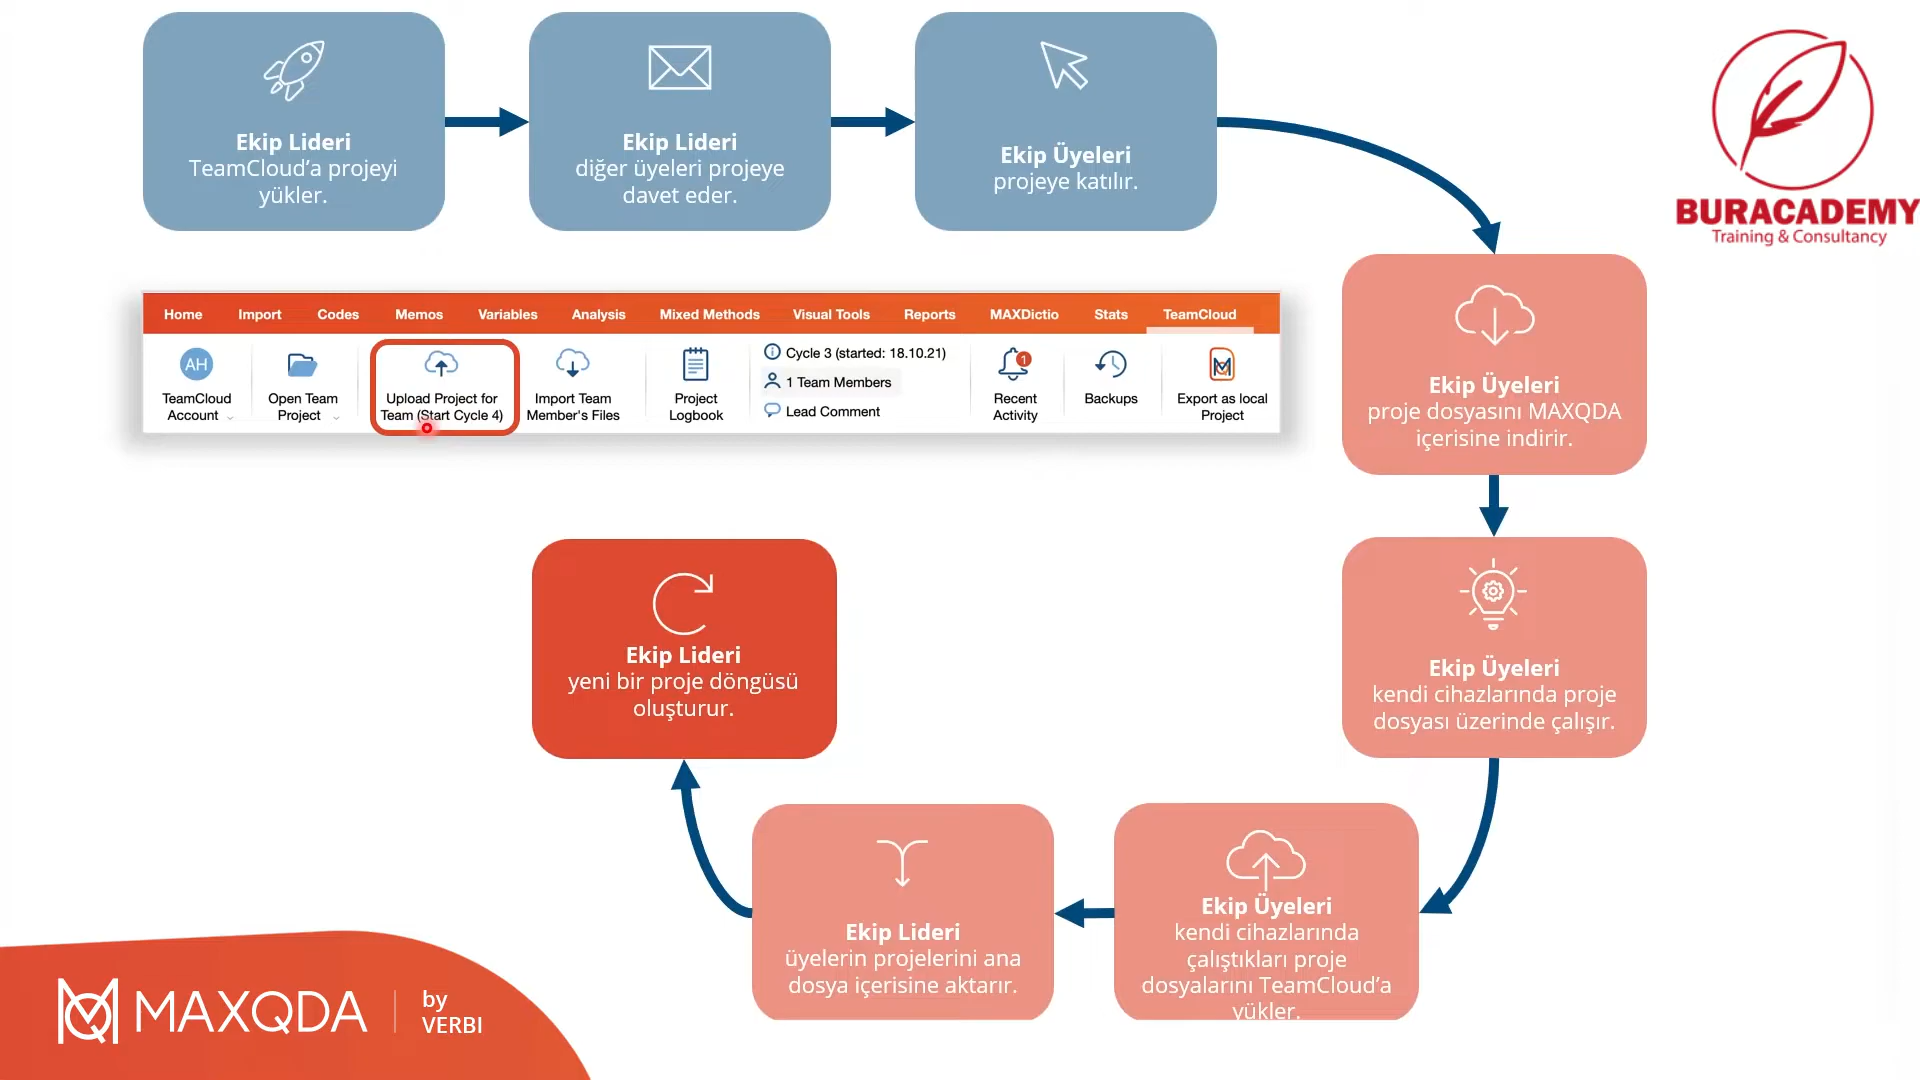 Ekip Lideri
TeamCloud’a projeyi
yükler.
Ekip Lideri
diğer üyeleri projeye
davet eder.
Ekip Üyeleri
projeye katılır.
BURACADEMY
Training & Consultancy
Home Import Codes Memos Variables Analysis Mixed Methods Visual Tools Reports MAXDictio Stats TeamCloud
AH
TeamCloud
Account
Open Team
Project
Upload Project for
Team (Start Cycle 4)
Import Team
Member's Files
Project
Logbook
Cycle 3 (started: 18.10.21)
1 Team Members
Lead Comment
1
Recent
Activity
Backups
Export as local
Project
Ekip Üyeleri
proje dosyasını MAXQDA
içerisine indirir.
Ekip Üyeleri
kendi cihazlarında proje
dosyası üzerinde çalışır.
Ekip Üyeleri
kendi cihazlarında
çalıştıkları proje
dosyalarını TeamCloud’a
yükler.
Ekip Lideri
üyelerin projelerini ana
dosya içerisine aktarır.
Ekip Lideri
yeni bir proje döngüsü
oluşturur.
MAXQDA
by
VERBI